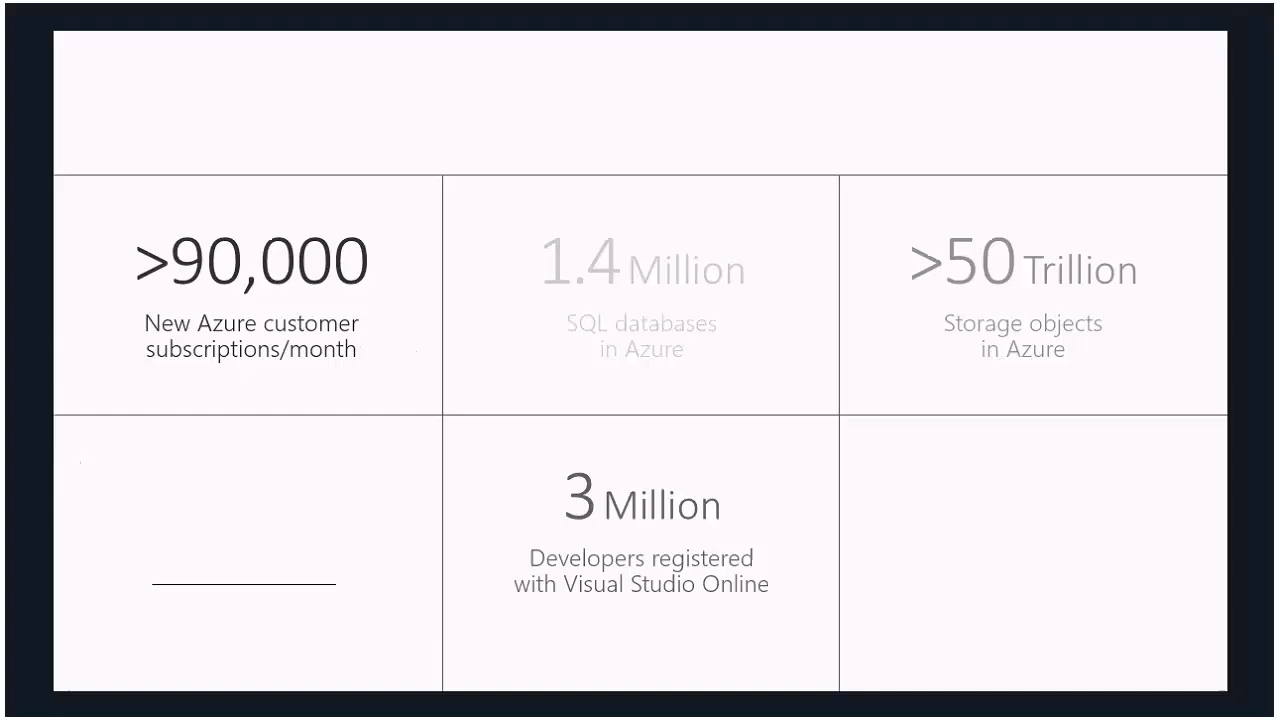 >90,000
New Azure customer
subscriptions/month
1.4 Million
SQL databases
in Azure
>50 Trillion
Storage objects
in Azure
3 Million
Developers registered
with Visual Studio Online